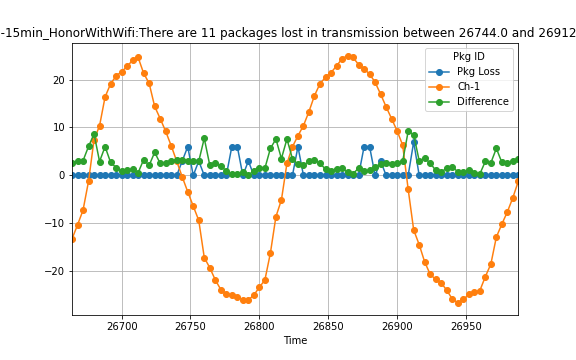 -15min_HonorWithWifi:There are 11 packages lost in transmission between 26744.0 and 26912
Pkg ID
Pkg Loss
Ch-1
Difference
20
10
0
−10
−20
26700 26750 26800 26850 26900 26950
Time